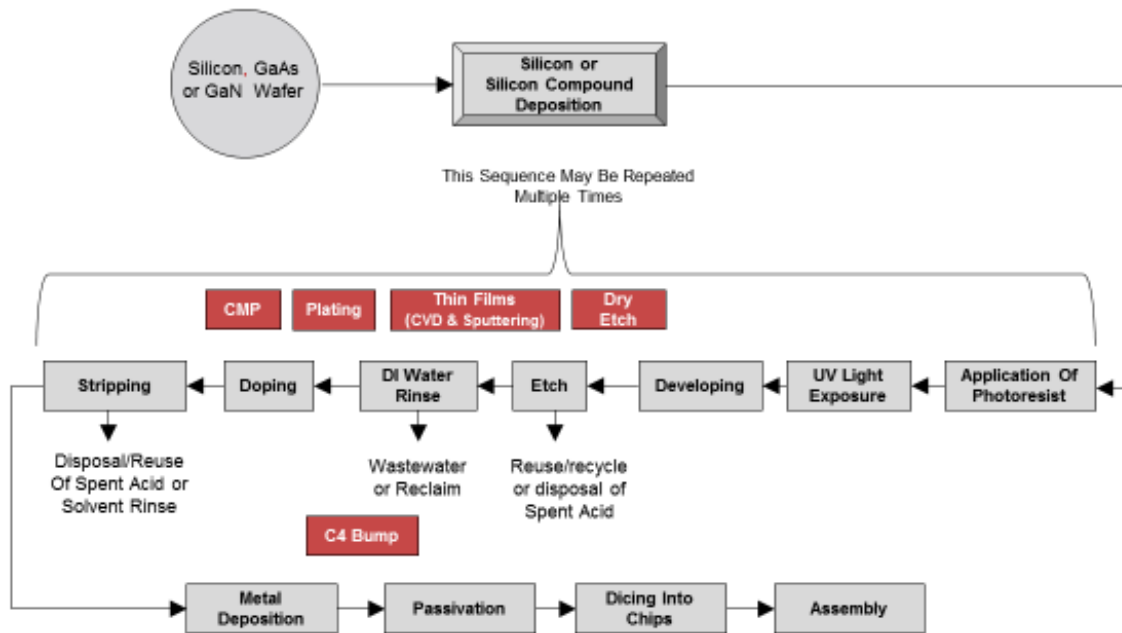 Silicon, GaAs
or GaN Wafer
Silicon or
Silicon Compound
Deposition
This Sequence May Be Repeated
Multiple Times
CMP
Plating
Thin Films
(CVD & Sputtering)
Dry
Etch
Stripping
Doping
DI Water
Rinse
Etch
Developing
UV Light
Exposure
Application Of
Photoresist
Disposal/Reuse
Of Spent Acid or
Solvent Rinse
Wastewater
or Reclaim
Reuse/recycle
or disposal of
Spent Acid
C4 Bump
Metal
Deposition
Passivation
Dicing Into
Chips
Assembly